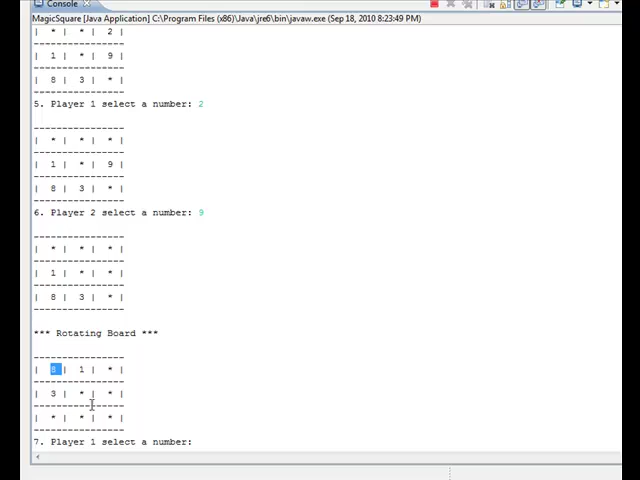 Console
MagicSquare [Java Application] C:\Program Files (x86)\Java\jre6\bin\javaw.exe (Sep 18, 2010 8:23:49 PM)
| * | * | 2 |
----------------
| 1 | * | 9 |
----------------
| 8 | 3 | * |
----------------
5. Player 1 select a number: 2
----------------
| * | * | * |
----------------
| 1 | * | 9 |
----------------
| 8 | 3 | * |
----------------
6. Player 2 select a number: 9
----------------
| * | * | * |
----------------
| 1 | * | * |
----------------
| 8 | 3 | * |
----------------
*** Rotating Board ***
----------------
| 8 | 1 | * |
----------------
| 3 | * | * |
----------------
| * | * | * |
----------------
7. Player 1 select a number: